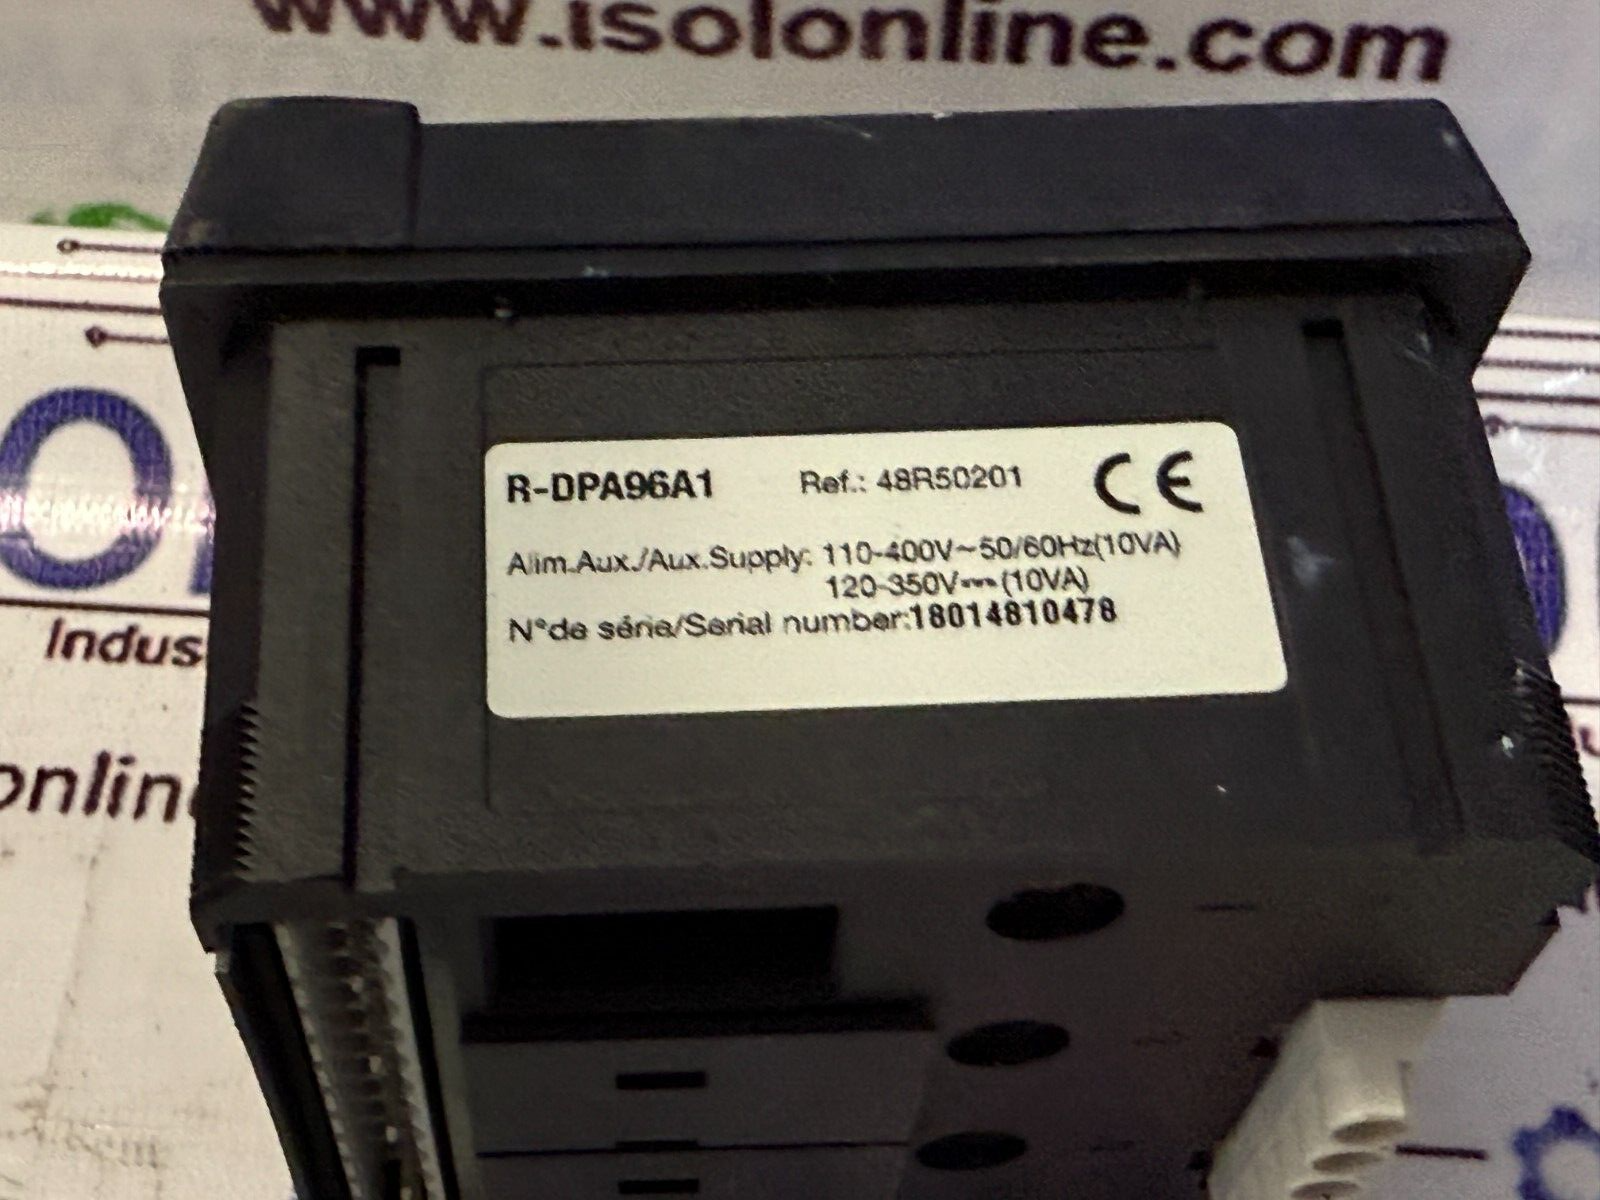 www.isolonline.com
R-DPA96A1 Ref.: 48R50201 CE
Alim.Aux./Aux.Supply: 110-400V~50/60Hz(10VA)
120-350V⎓(10VA)
N°de série/Serial number:18014810478
Indus
onlin